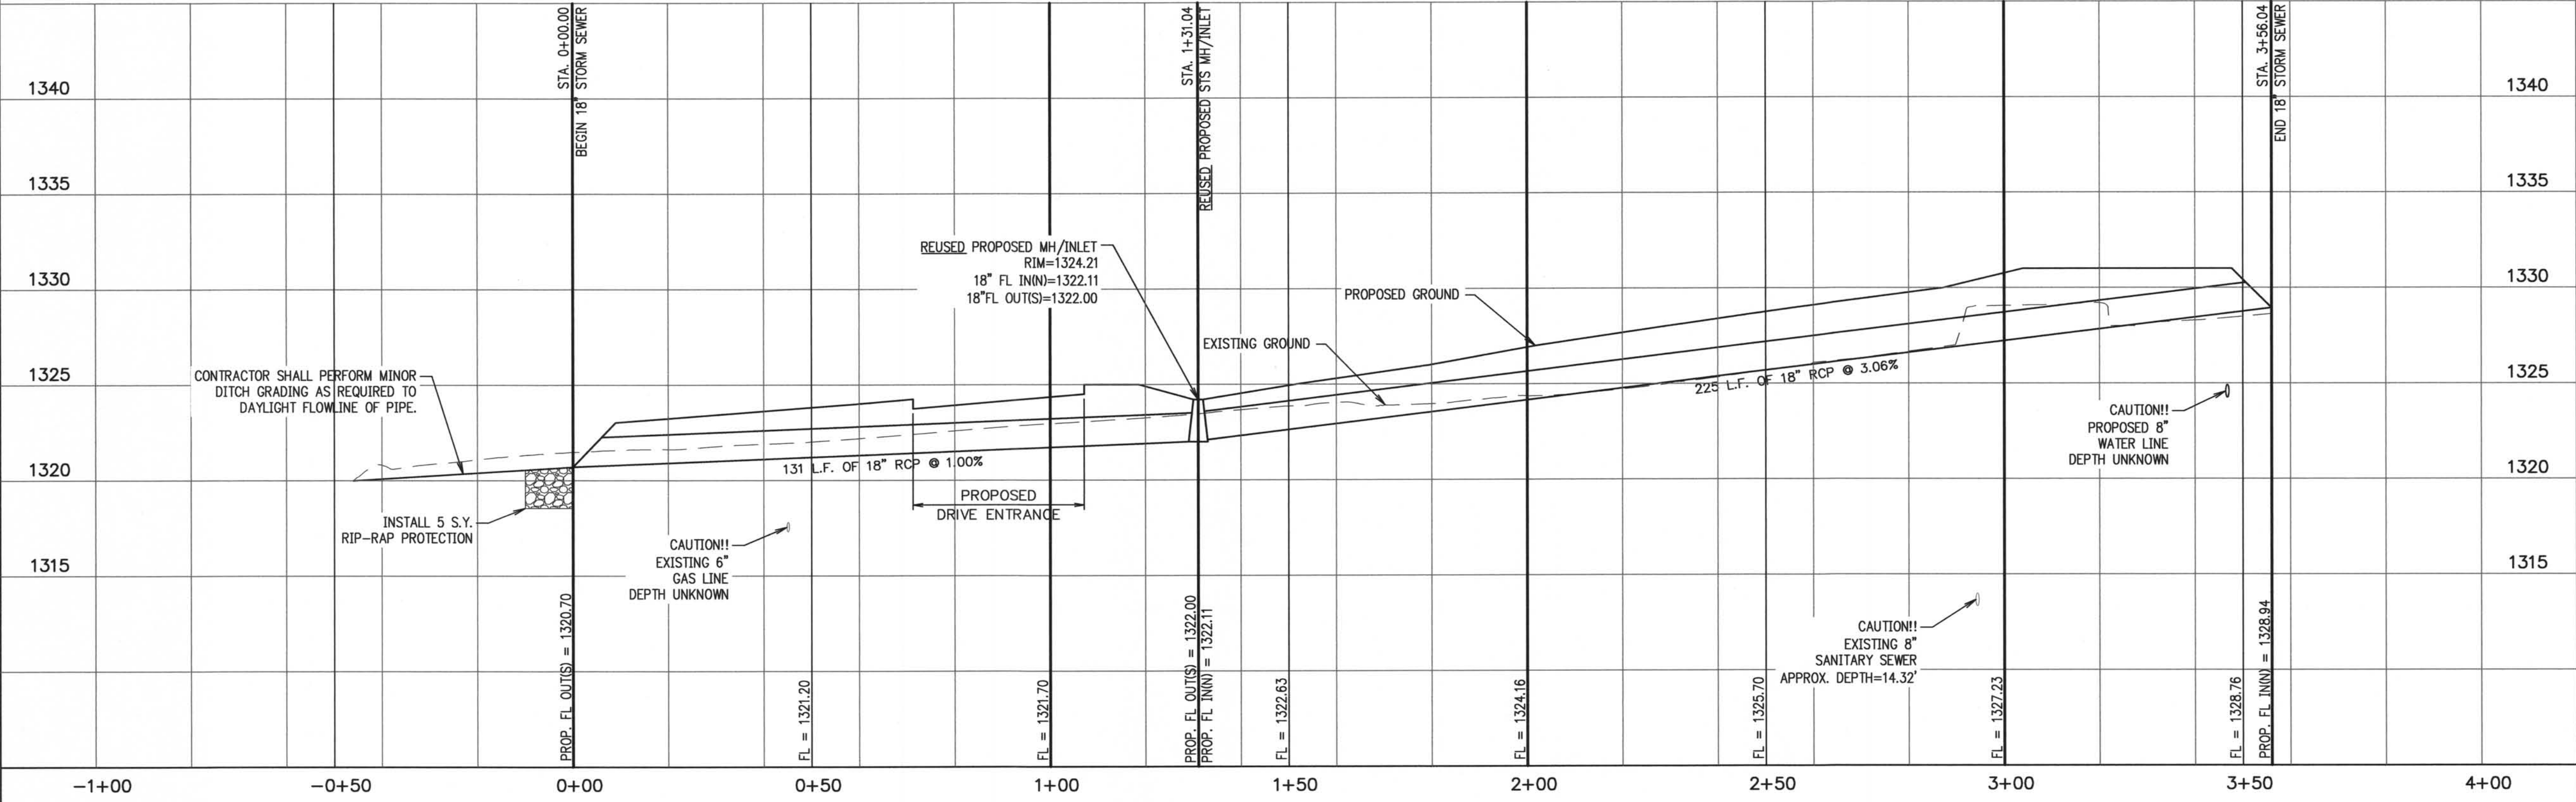 STA. 0+00.00
BEGIN 18" STORM SEWER
STA. 1+31.04
REUSED PROPOSED STS MH/INLET
STA. 3+56.04
END 18" STORM SEWER
1340
1340
1335
1335
1330
1330
1325
1325
1320
1320
1315
1315
REUSED PROPOSED MH/INLET
RIM=1324.21
18" FL IN(N)=1322.11
18"FL OUT(S)=1322.00
PROPOSED GROUND
EXISTING GROUND
CONTRACTOR SHALL PERFORM MINOR
DITCH GRADING AS REQUIRED TO
DAYLIGHT FLOWLINE OF PIPE.
225 L.F. OF 18" RCP @ 3.06%
CAUTION!!
PROPOSED 8"
WATER LINE
DEPTH UNKNOWN
131 L.F. OF 18" RCP @ 1.00%
PROPOSED
DRIVE ENTRANCE
INSTALL 5 S.Y.
RIP-RAP PROTECTION
CAUTION!!
EXISTING 6"
GAS LINE
DEPTH UNKNOWN
CAUTION!!
EXISTING 8"
SANITARY SEWER
APPROX. DEPTH=14.32'
PROP. FL OUT(S) = 1320.70
FL = 1321.20
FL = 1321.70
PROP. FL OUT(S) = 1322.00
PROP. FL IN(N) = 1322.11
FL = 1322.63
FL = 1324.16
FL = 1325.70
FL = 1327.23
FL = 1328.76
PROP. FL IN(N) = 1328.94
-1+00
-0+50
0+00
0+50
1+00
1+50
2+00
2+50
3+00
3+50
4+00